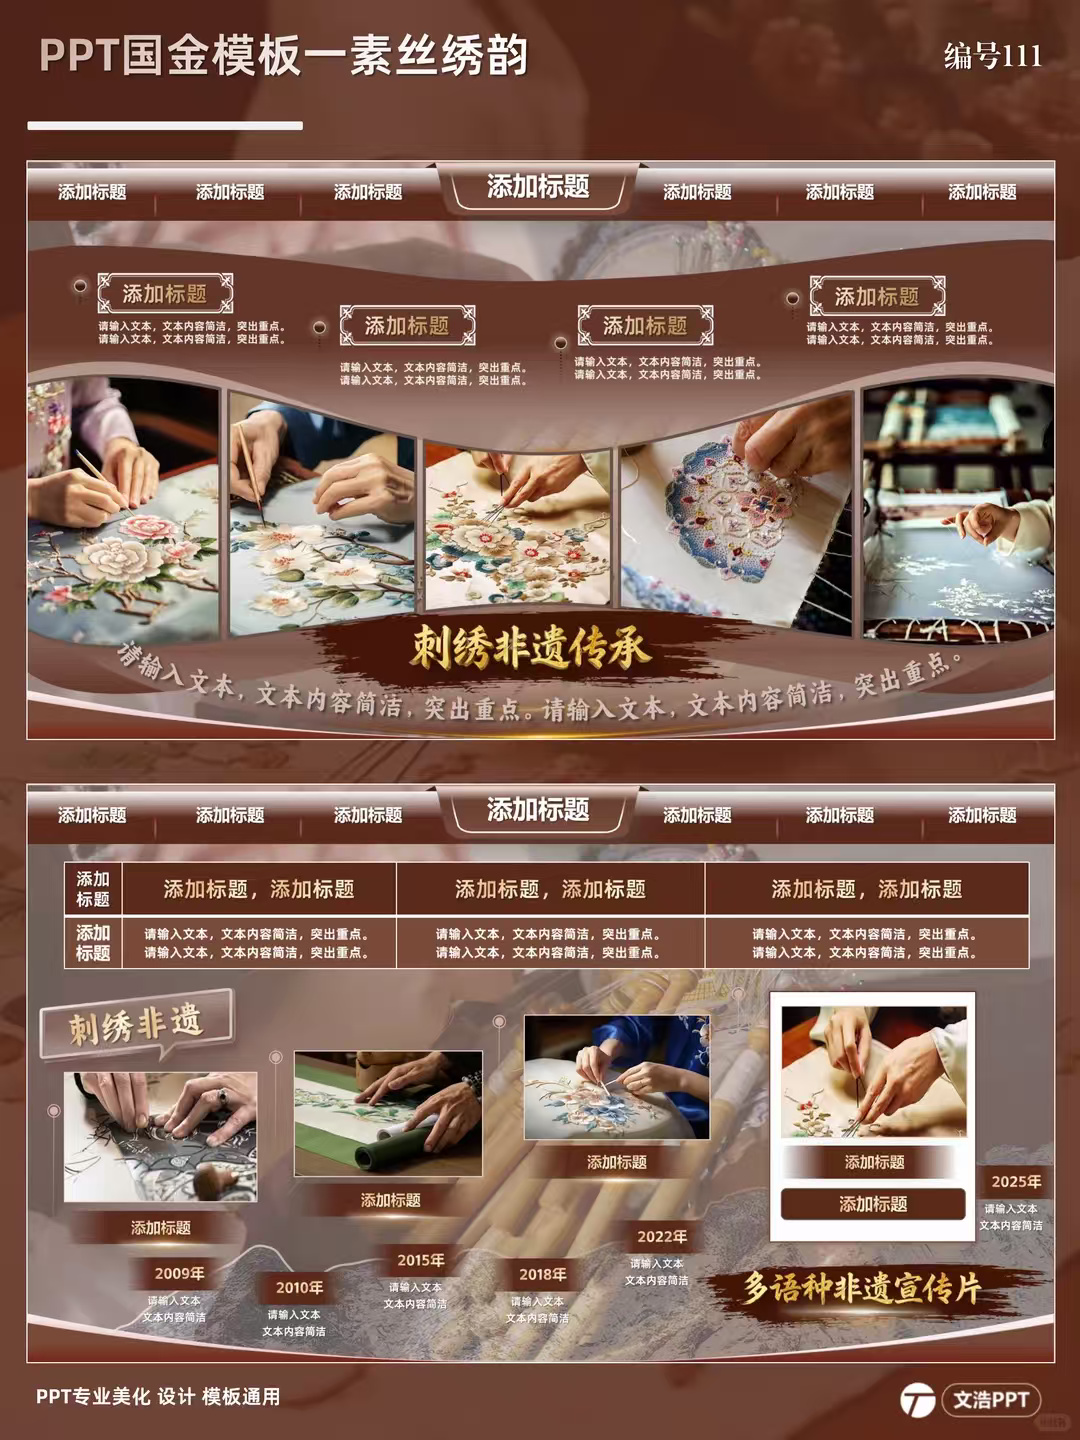 PPT国金模板一素丝绣韵
编号111
添加标题 添加标题 添加标题 添加标题 添加标题 添加标题 添加标题
添加标题
请输入文本，文本内容简洁，突出重点。
请输入文本，文本内容简洁，突出重点。
添加标题
请输入文本，文本内容简洁，突出重点。
请输入文本，文本内容简洁，突出重点。
添加标题
请输入文本，文本内容简洁，突出重点。
请输入文本，文本内容简洁，突出重点。
添加标题
请输入文本，文本内容简洁，突出重点。
请输入文本，文本内容简洁，突出重点。
刺绣非遗传承
请输入文本，文本内容简洁，突出重点。请输入文本，文本内容简洁，突出重点。
添加标题 添加标题 添加标题 添加标题 添加标题 添加标题 添加标题
添加
标题
添加标题，添加标题
添加标题，添加标题
添加标题，添加标题
添加
标题
请输入文本，文本内容简洁，突出重点。
请输入文本，文本内容简洁，突出重点。
请输入文本，文本内容简洁，突出重点。
请输入文本，文本内容简洁，突出重点。
请输入文本，文本内容简洁，突出重点。
请输入文本，文本内容简洁，突出重点。
刺绣非遗
添加标题
添加标题
添加标题
添加标题
添加标题
2009年
请输入文本
文本内容简洁
2010年
请输入文本
文本内容简洁
2015年
请输入文本
文本内容简洁
2018年
请输入文本
文本内容简洁
2022年
请输入文本
文本内容简洁
2025年
请输入文本
文本内容简洁
多语种非遗宣传片
PPT专业美化 设计 模板通用
文浩PPT